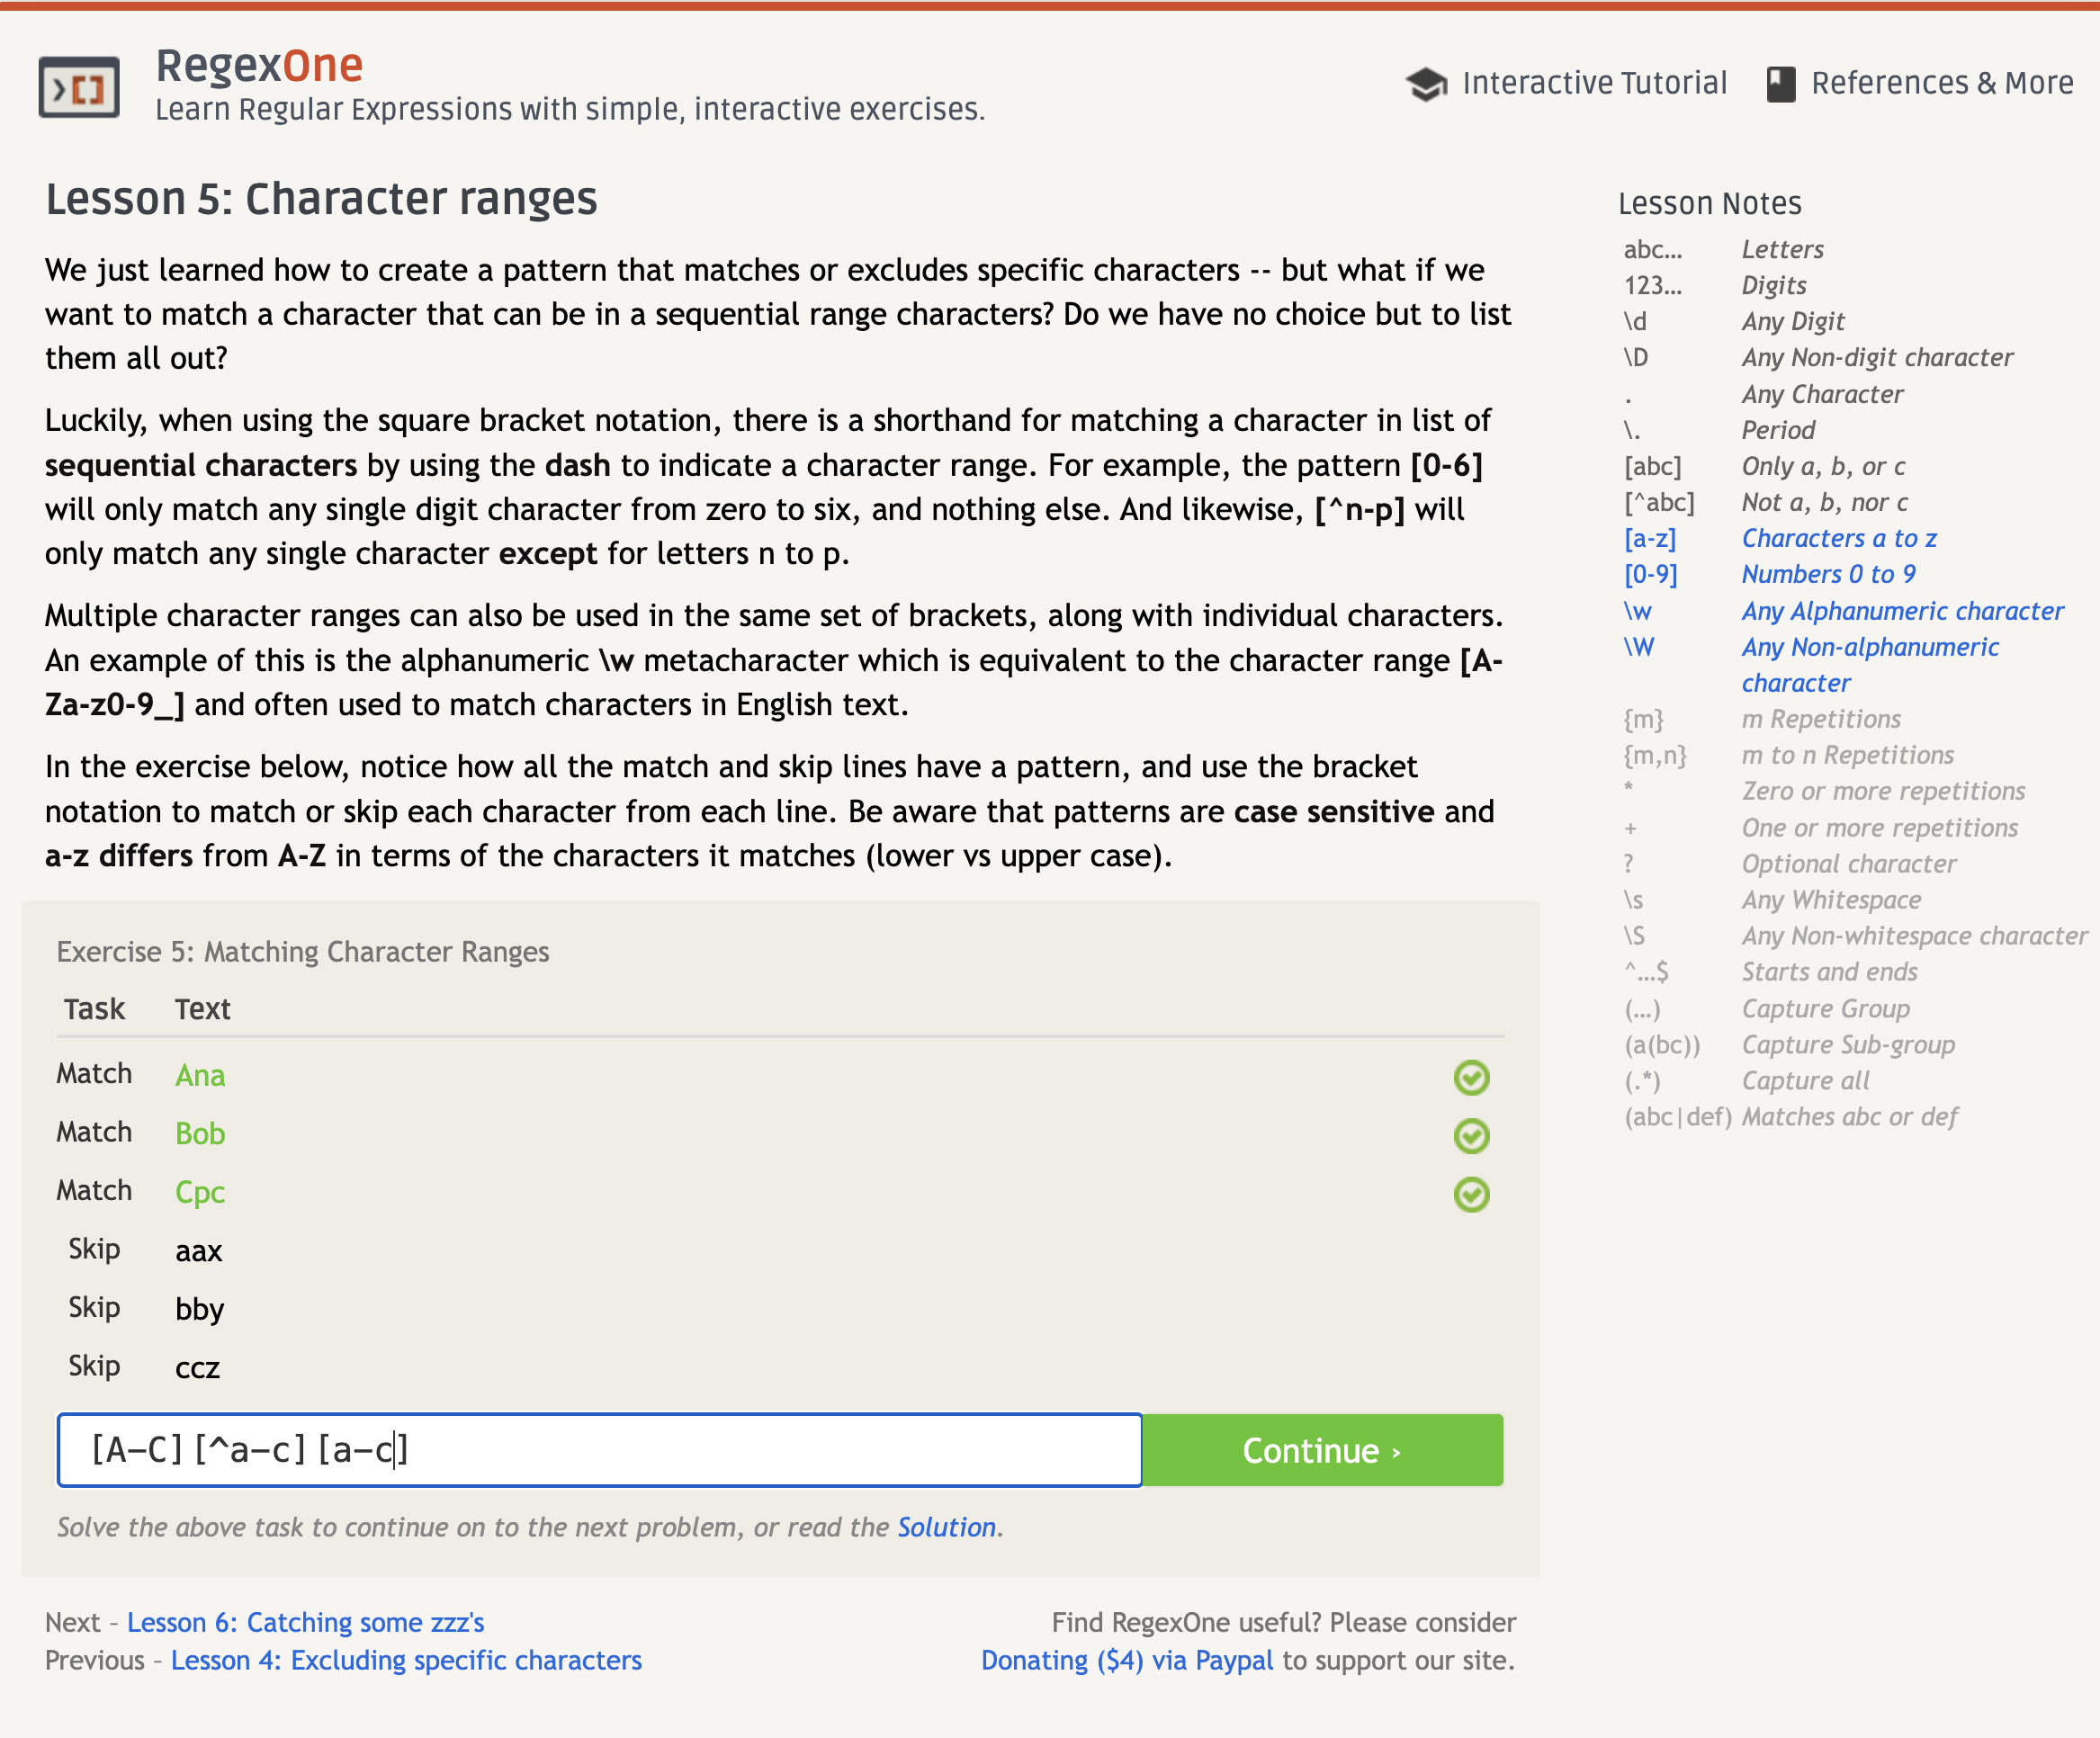 RegexOne
Learn Regular Expressions with simple, interactive exercises.
Interactive Tutorial
References & More
Lesson 5: Character ranges
We just learned how to create a pattern that matches or excludes specific characters -- but what if we
want to match a character that can be in a sequential range characters? Do we have no choice but to list
them all out?
Luckily, when using the square bracket notation, there is a shorthand for matching a character in list of
sequential characters by using the dash to indicate a character range. For example, the pattern [0-6]
will only match any single digit character from zero to six, and nothing else. And likewise, [^n-p] will
only match any single character except for letters n to p.
Multiple character ranges can also be used in the same set of brackets, along with individual characters.
An example of this is the alphanumeric \w metacharacter which is equivalent to the character range [A-
Za-z0-9_] and often used to match characters in English text.
In the exercise below, notice how all the match and skip lines have a pattern, and use the bracket
notation to match or skip each character from each line. Be aware that patterns are case sensitive and
a-z differs from A-Z in terms of the characters it matches (lower vs upper case).
Exercise 5: Matching Character Ranges
Task Text
Match Ana
Match Bob
Match Cpc
Skip aax
Skip bby
Skip ccz
[A-C][^a-c][a-c]
Continue ›
Solve the above task to continue on to the next problem, or read the Solution.
Next – Lesson 6: Catching some zzz's
Previous – Lesson 4: Excluding specific characters
Find RegexOne useful? Please consider
Donating ($4) via Paypal to support our site.
Lesson Notes
abc… Letters
123… Digits
\d Any Digit
\D Any Non-digit character
. Any Character
\. Period
[abc] Only a, b, or c
[^abc] Not a, b, nor c
[a-z] Characters a to z
[0-9] Numbers 0 to 9
\w Any Alphanumeric character
\W Any Non-alphanumeric
character
{m} m Repetitions
{m,n} m to n Repetitions
* Zero or more repetitions
+ One or more repetitions
? Optional character
\s Any Whitespace
\S Any Non-whitespace character
^…$ Starts and ends
(…) Capture Group
(a(bc)) Capture Sub-group
(.*) Capture all
(abc|def) Matches abc or def